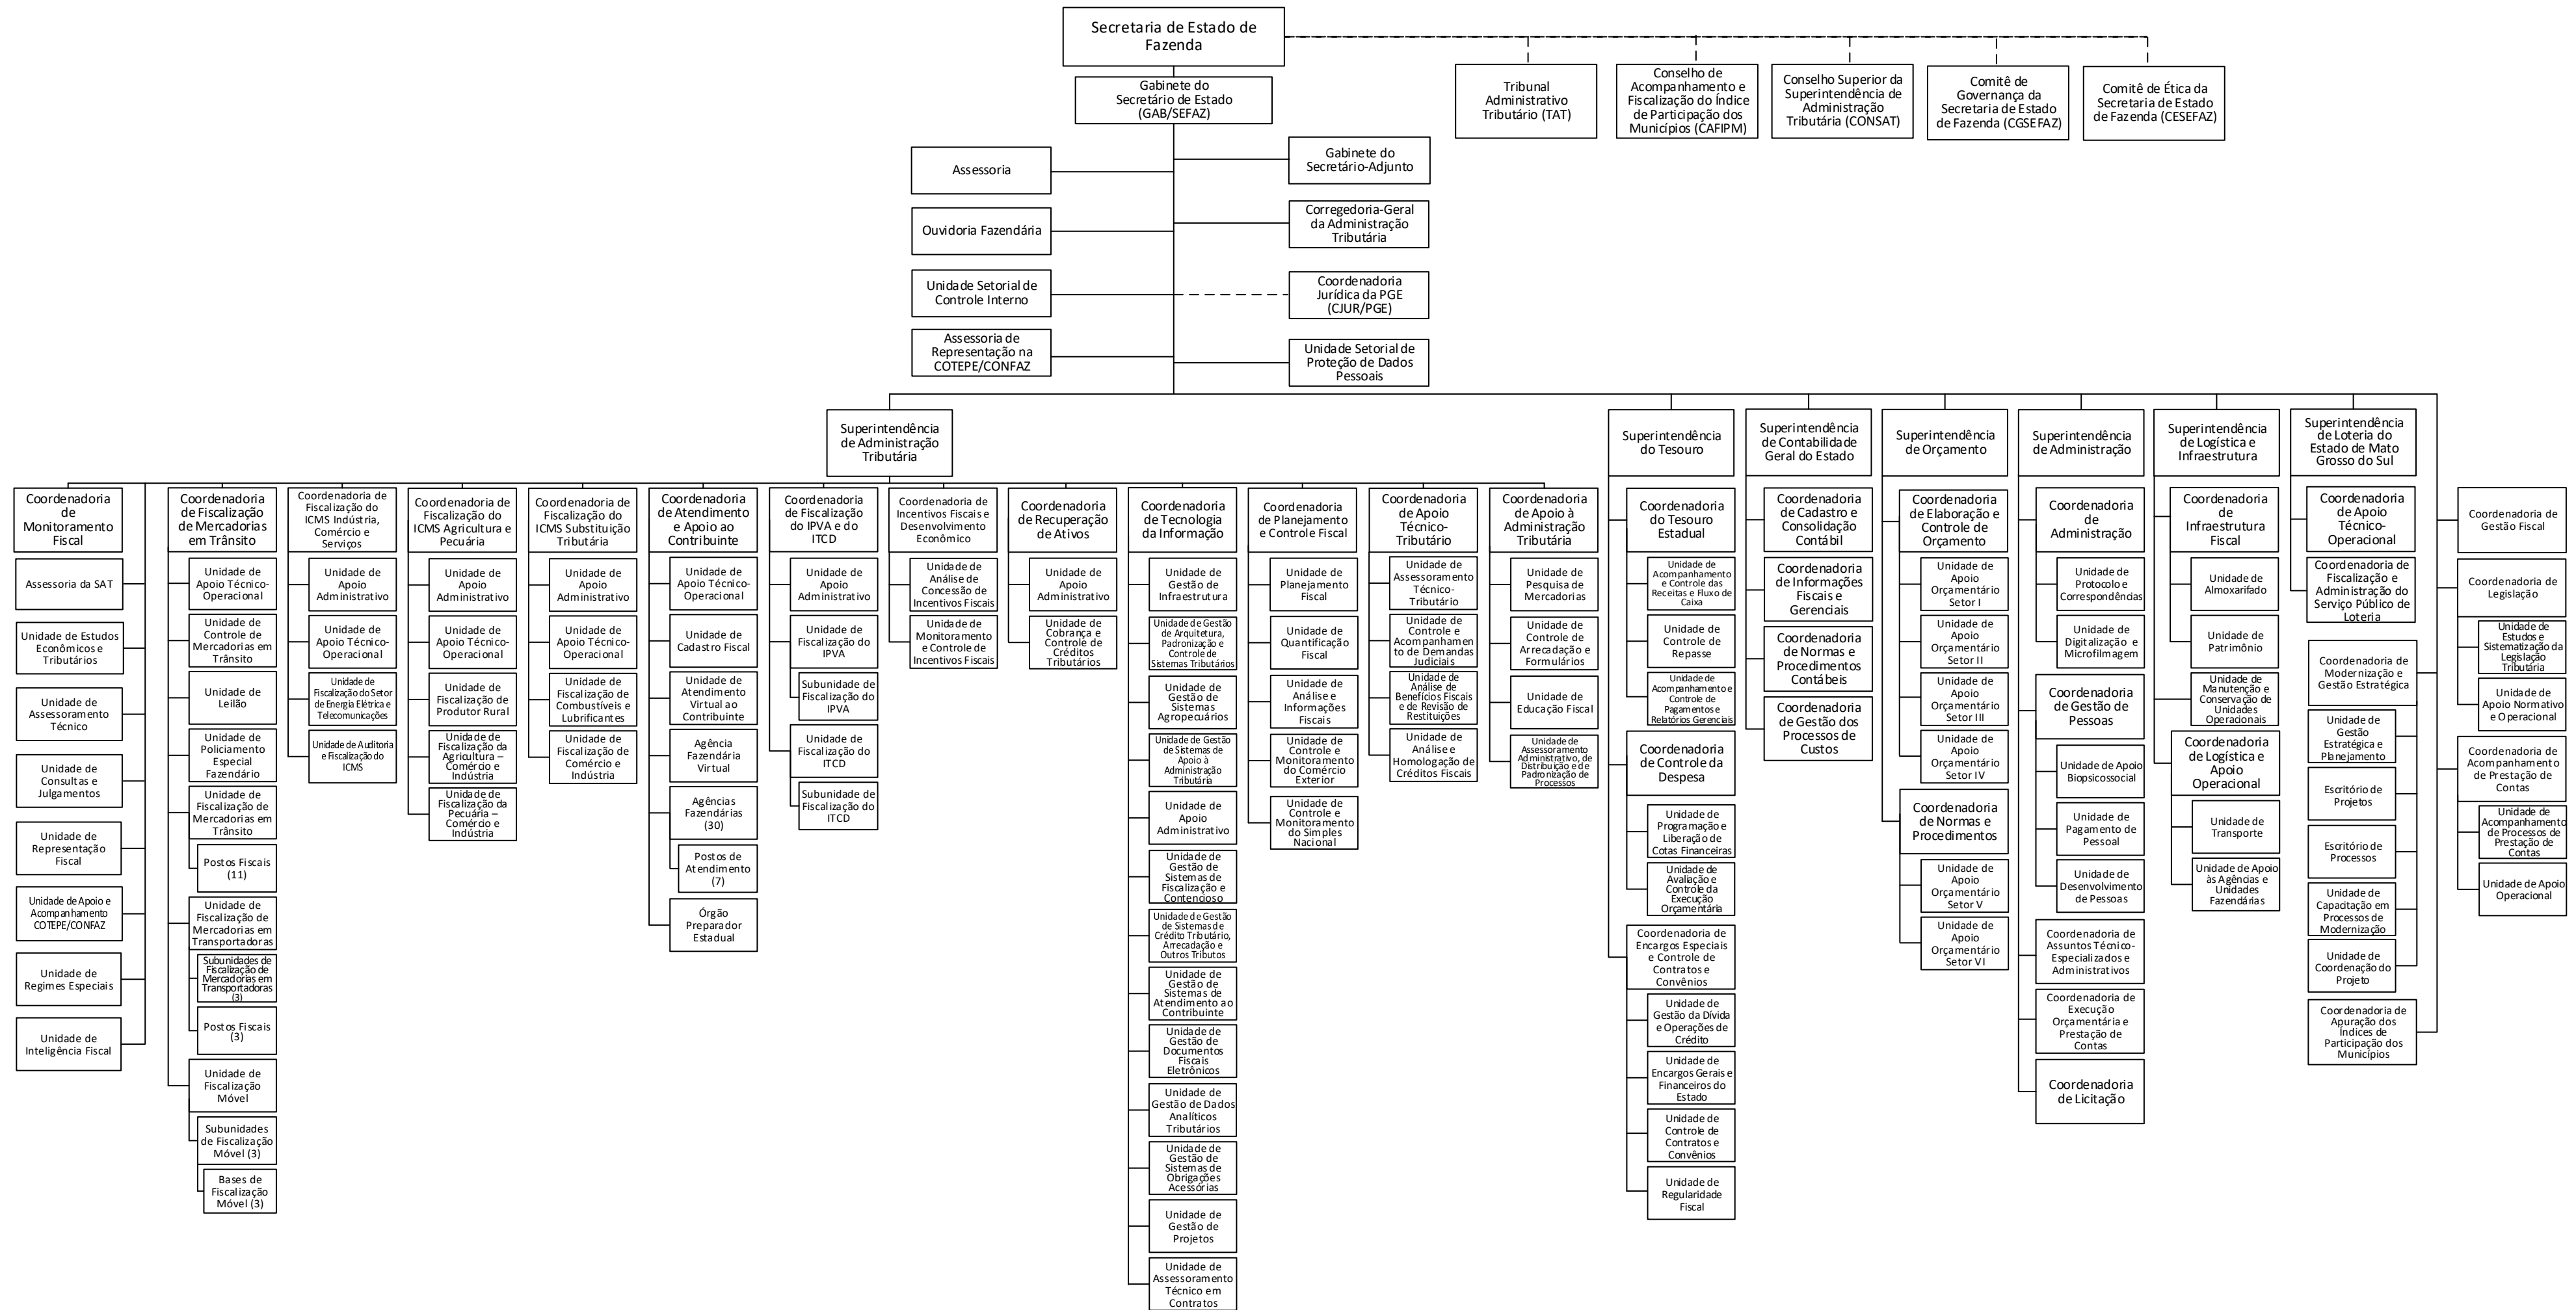 Secretaria de Estado de
Fazenda
Gabinete do
Secretário de Estado
(GAB/SEFAZ)
Tribunal
Administrativo
Tributário (TAT)
Conselho de
Acompanhamento e
Fiscalização do Índice
de Participação dos
Municípios (CAFIPM)
Conselho Superior da
Superintendência de
Administração
Tributária (CONSAT)
Comitê de
Governança da
Secretaria de Estado
de Fazenda (CGSEFAZ)
Comitê de Ética da
Secretaria de Estado
de Fazenda (CESEFAZ)
Assessoria
Gabinete do
Secretário-Adjunto
Ouvidoria Fazendária
Corregedoria-Geral
da Administração
Tributária
Unidade Setorial de
Controle Interno
Coordenadoria
Jurídica da PGE
(CJUR/PGE)
Assessoria de
Representação na
COTEPE/CONFAZ
Unidade Setorial de
Proteção de Dados
Pessoais
Superintendência
de Administração
Tributária
Superintendência
do Tesouro
Superintendência
de Contabilidade
Geral do Estado
Superintendência
de Orçamento
Superintendência
de Administração
Superintendência
de Logística e
Infraestrutura
Superintendência
de Loteria do
Estado de Mato
Grosso do Sul
Coordenadoria
de
Monitoramento
Fiscal
Assessoria da SAT
Unidade de Estudos
Econômicos e
Tributários
Unidade de
Assessoramento
Técnico
Unidade de
Consultas e
Julgamentos
Unidade de
Representação
Fiscal
Unidade de Apoio e
Acompanhamento
COTEPE/CONFAZ
Unidade de
Regimes Especiais
Unidade de
Inteligência Fiscal
Coordenadoria
de Fiscalização
de Mercadorias
em Trânsito
Unidade de
Apoio Técnico-
Operacional
Unidade de
Controle de
Mercadorias em
Trânsito
Unidade de
Leilão
Unidade de
Policiamento
Especial
Fazendário
Unidade de
Fiscalização de
Mercadorias em
Trânsito
Postos Fiscais
(11)
Unidade de
Fiscalização de
Mercadorias em
Transportadoras
Subunidades de
Fiscalização de
Mercadorias em
Transportadoras
(3)
Postos Fiscais
(3)
Unidade de
Fiscalização
Móvel
Subunidades
de Fiscalização
Móvel (3)
Bases de
Fiscalização
Móvel (3)
Coordenadoria de
Fiscalização do
ICMS Indústria,
Comércio e
Serviços
Unidade de
Apoio
Administrativo
Unidade de
Apoio Técnico-
Operacional
Unidade de
Fiscalização do Setor
de Energia Elétrica e
Telecomunicações
Unidade de Auditoria
e Fiscalização do
ICMS
Coordenadoria de
Fiscalização do
ICMS Agricultura e
Pecuária
Unidade de
Apoio
Administrativo
Unidade de
Apoio Técnico-
Operacional
Unidade de
Fiscalização de
Produtor Rural
Unidade de
Fiscalização da
Agricultura –
Comércio e
Indústria
Unidade de
Fiscalização da
Pecuária –
Comércio e
Indústria
Coordenadoria de
Fiscalização do
ICMS Substituição
Tributária
Unidade de
Apoio
Administrativo
Unidade de
Apoio Técnico-
Operacional
Unidade de
Fiscalização de
Combustíveis e
Lubrificantes
Unidade de
Fiscalização de
Comércio e
Indústria
Coordenadoria
de Atendimento
e Apoio ao
Contribuinte
Unidade de
Apoio Técnico-
Operacional
Unidade de
Cadastro Fiscal
Unidade de
Atendimento
Virtual ao
Contribuinte
Agência
Fazendária
Virtual
Agências
Fazendárias
(30)
Postos de
Atendimento
(7)
Órgão
Preparador
Estadual
Coordenadoria
de Fiscalização
do IPVA e do
ITCD
Unidade de
Apoio
Administrativo
Unidade de
Fiscalização do
IPVA
Subunidade de
Fiscalização do
IPVA
Unidade de
Fiscalização do
ITCD
Subunidade de
Fiscalização do
ITCD
Coordenadoria de
Incentivos Fiscais e
Desenvolvimento
Econômico
Unidade de
Análise de
Concessão de
Incentivos Fiscais
Unidade de
Monitoramento
e Controle de
Incentivos Fiscais
Coordenadoria
de Recuperação
de Ativos
Unidade de
Apoio
Administrativo
Unidade de
Cobrança e
Controle de
Créditos
Tributários
Coordenadoria
de Tecnologia
da Informação
Unidade de
Gestão de
Infraestrutura
Unidade de Gestão
de Arquitetura,
Padronização e
Controle de
Sistemas Tributários
Unidade de
Gestão de
Sistemas
Agropecuários
Unidade de Gestão
de Sistemas de
Apoio à
Administração
Tributária
Unidade de
Apoio
Administrativo
Unidade de
Gestão de
Sistemas de
Fiscalização e
Contencioso
Unidade de Gestão
de Sistemas de
Crédito Tributário,
Arrecadação e
Outros Tributos
Unidade de
Gestão de
Sistemas de
Atendimento ao
Contribuinte
Unidade de
Gestão de
Documentos
Fiscais
Eletrônicos
Unidade de
Gestão de Dados
Analíticos
Tributários
Unidade de
Gestão de
Sistemas de
Obrigações
Acessórias
Unidade de
Gestão de
Projetos
Unidade de
Assessoramento
Técnico em
Contratos
Coordenadoria
de Planejamento
e Controle Fiscal
Unidade de
Planejamento
Fiscal
Unidade de
Quantificação
Fiscal
Unidade de
Análise e
Informações
Fiscais
Unidade de
Controle e
Monitoramento
do Comércio
Exterior
Unidade de
Controle e
Monitoramento
do Simples
Nacional
Coordenadoria
de Apoio
Técnico-
Tributário
Unidade de
Assessoramento
Técnico-
Tributário
Unidade de
Controle e
Acompanhamen
to de Demandas
Judiciais
Unidade de
Análise de
Benefícios Fiscais
e de Revisão de
Restituições
Unidade de
Análise e
Homologação de
Créditos Fiscais
Coordenadoria
de Apoio à
Administração
Tributária
Unidade de
Pesquisa de
Mercadorias
Unidade de
Controle de
Arrecadação e
Formulários
Unidade de
Educação Fiscal
Unidade de
Assessoramento
Administrativo, de
Distribuição e de
Padronização de
Processos
Coordenadoria
do Tesouro
Estadual
Unidade de
Acompanhamento
e Controle das
Receitas e Fluxo de
Caixa
Unidade de
Controle de
Repasse
Unidade de
Acompanhamento e
Controle de
Pagamentos e
Relatórios Gerenciais
Coordenadoria
de Controle da
Despesa
Unidade de
Programação e
Liberação de
Cotas Financeiras
Unidade de
Avaliação e
Controle da
Execução
Orçamentária
Coordenadoria de
Encargos Especiais
e Controle de
Contratos e
Convênios
Unidade de
Gestão da Dívida
e Operações de
Crédito
Unidade de
Encargos Gerais e
Financeiros do
Estado
Unidade de
Controle de
Contratos e
Convênios
Unidade de
Regularidade
Fiscal
Coordenadoria
de Cadastro e
Consolidação
Contábil
Coordenadoria
de Informações
Fiscais e
Gerenciais
Coordenadoria
de Normas e
Procedimentos
Contábeis
Coordenadoria
de Gestão dos
Processos de
Custos
Coordenadoria
de Elaboração e
Controle de
Orçamento
Unidade de
Apoio
Orçamentário
Setor I
Unidade de
Apoio
Orçamentário
Setor II
Unidade de
Apoio
Orçamentário
Setor III
Unidade de
Apoio
Orçamentário
Setor IV
Coordenadoria
de Normas e
Procedimentos
Unidade de
Apoio
Orçamentário
Setor V
Unidade de
Apoio
Orçamentário
Setor VI
Coordenadoria
de
Administração
Unidade de
Protocolo e
Correspondências
Unidade de
Digitalização e
Microfilmagem
Coordenadoria
de Gestão de
Pessoas
Unidade de Apoio
Biopsicossocial
Unidade de
Pagamento de
Pessoal
Unidade de
Desenvolvimento
de Pessoas
Coordenadoria de
Assuntos Técnico-
Especializados e
Administrativos
Coordenadoria de
Execução
Orçamentária e
Prestação de
Contas
Coordenadoria
de Licitação
Coordenadoria
de
Infraestrutura
Fiscal
Unidade de
Almoxarifado
Unidade de
Patrimônio
Unidade de
Manutenção e
Conservação de
Unidades
Operacionais
Coordenadoria
de Logística e
Apoio
Operacional
Unidade de
Transporte
Unidade de Apoio
às Agências e
Unidades
Fazendárias
Coordenadoria
de Apoio
Técnico-
Operacional
Coordenadoria de
Fiscalização e
Administração do
Serviço Público de
Loteria
Coordenadoria de
Modernização e
Gestão Estratégica
Unidade de
Gestão
Estratégica e
Planejamento
Escritório de
Projetos
Escritório de
Processos
Unidade de
Capacitação em
Processos de
Modernização
Unidade de
Coordenação do
Projeto
Coordenadoria de
Apuração dos
Índices de
Participação dos
Municípios
Coordenadoria de
Gestão Fiscal
Coordenadoria de
Legislação
Unidade de
Estudos e
Sistematização da
Legislação
Tributária
Unidade de
Apoio Normativo
e Operacional
Coordenadoria de
Acompanhamento
de Prestação de
Contas
Unidade de
Acompanhamento
de Processos de
Prestação de
Contas
Unidade de Apoio
Operacional